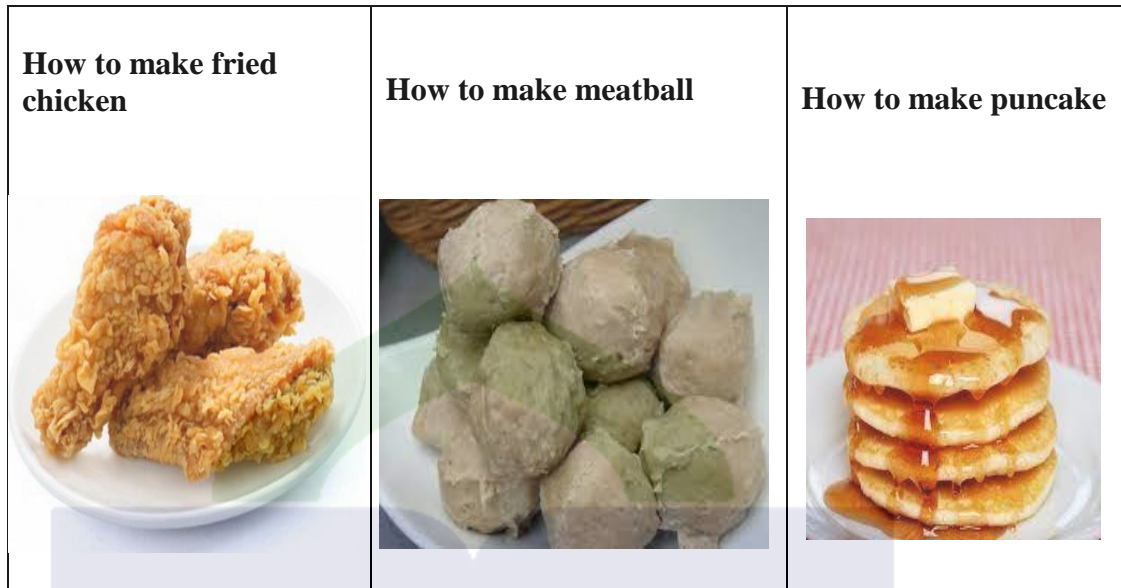 How to make fried
chicken
How to make meatball
How to make puncake